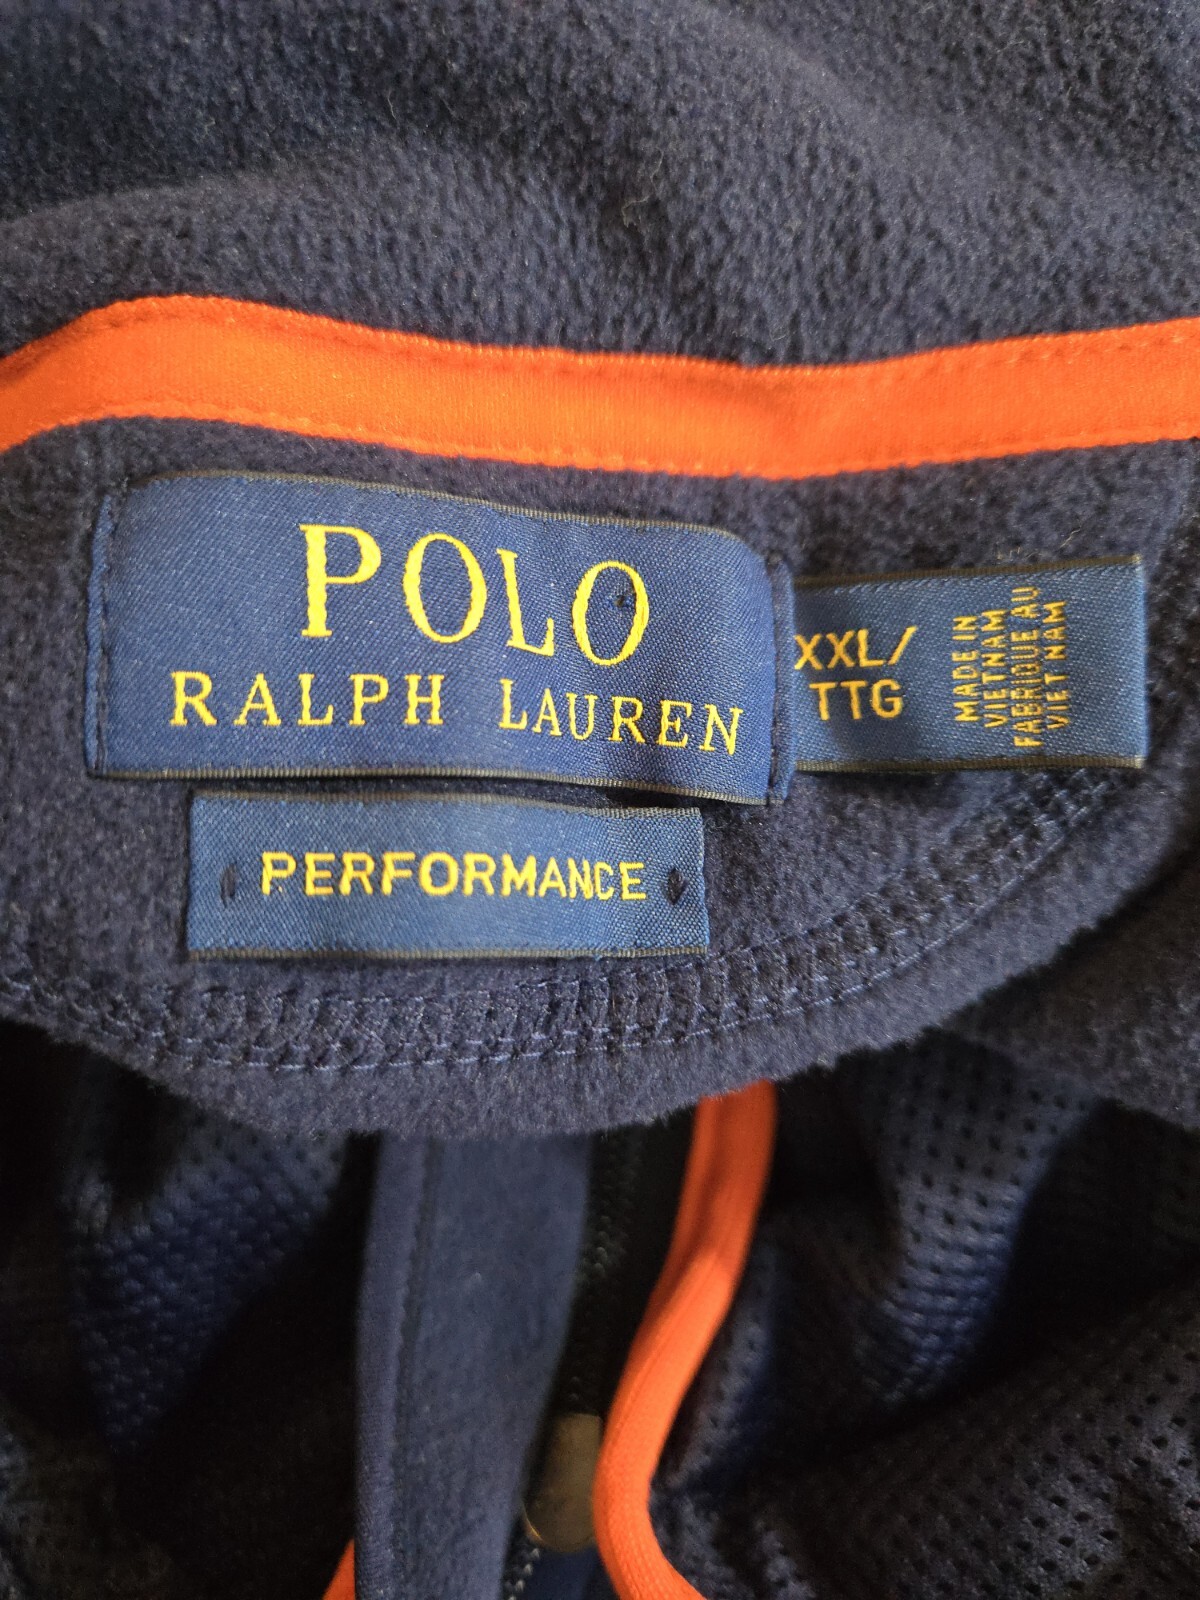 POLO
RALPH LAUREN
XXL/
TTG
MADE IN
VIETNAM
FABRIQUE AU
VIET NAM
PERFORMANCE